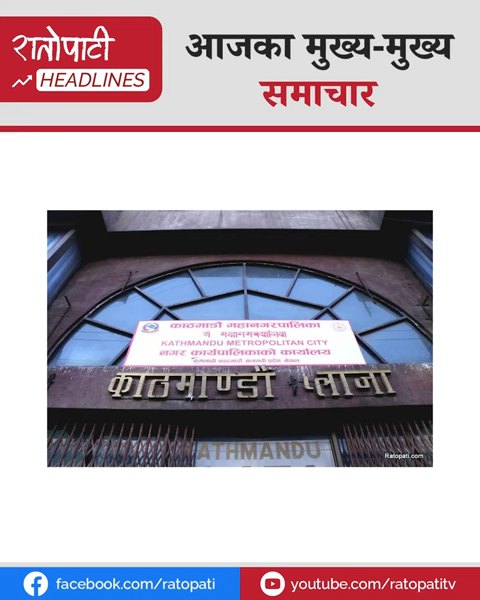 रातोपाटी
HEADLINES
आजका मुख्य-मुख्य
समाचार
काठमाडौं महानगरपालिका
KATHMANDU METROPOLITAN CITY
नगर कार्यपालिकाको कार्यालय
काठमाण्डौ प्लाजा
KATHMANDU
Ratopati.com
facebook.com/ratopati
youtube.com/ratopatitv